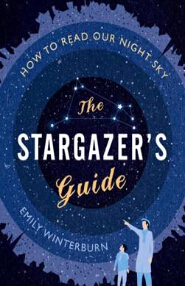 HOW TO READ OUR NIGHT SKY
The
STARGAZER'S
Guide
EMILY WINTERBURN